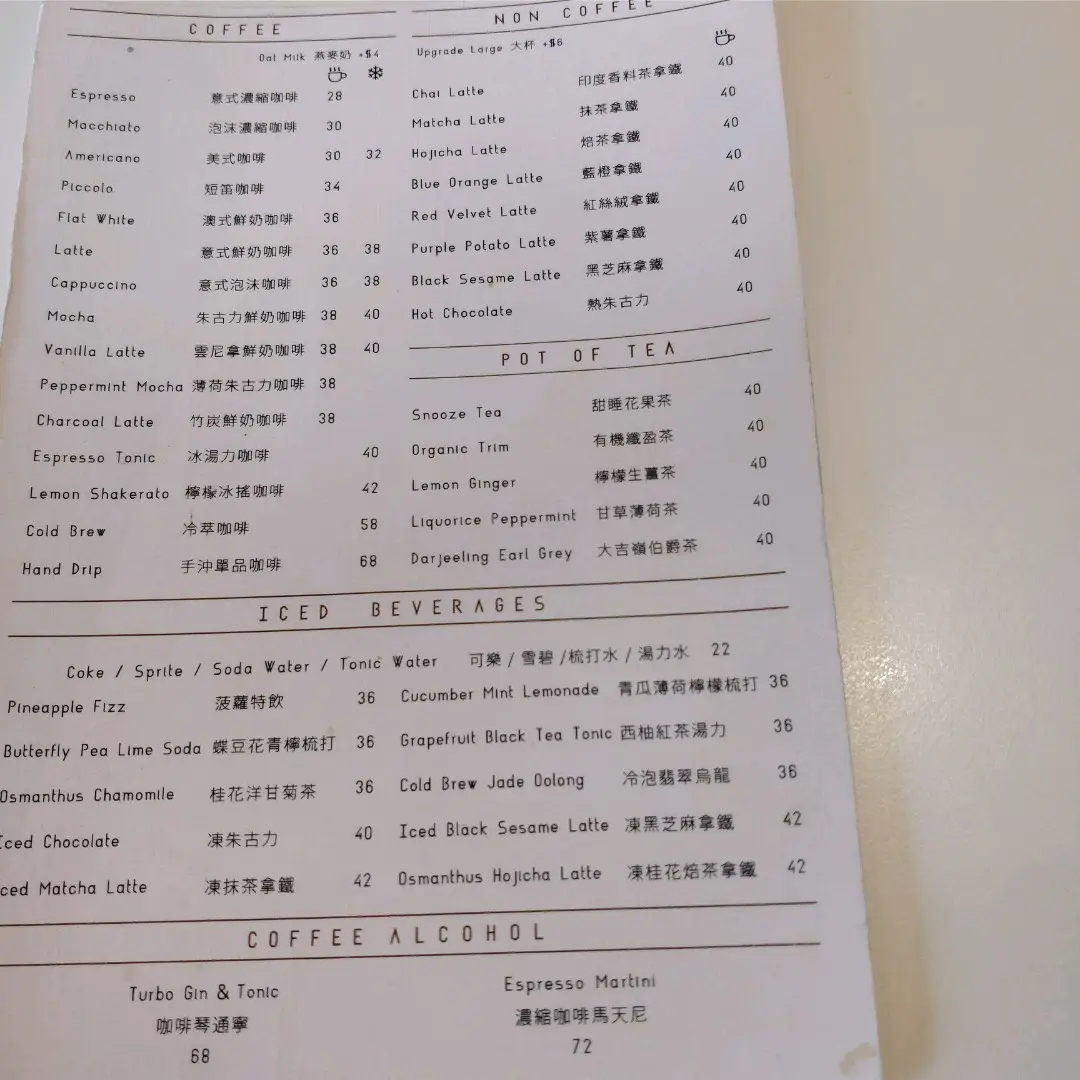 COFFEE
Oat Milk 燕麥奶 +$4
Espresso 意式濃縮咖啡 28
Macchiato 泡沫濃縮咖啡 30
Americano 美式咖啡 30 32
Piccolo 短笛咖啡 34
Flat White 澳式鮮奶咖啡 36
Latte 意式鮮奶咖啡 36 38
Cappuccino 意式泡沫咖啡 36 38
Mocha 朱古力鮮奶咖啡 38 40
Vanilla Latte 雲尼拿鮮奶咖啡 38 40
Peppermint Mocha 薄荷朱古力咖啡 38
Charcoal Latte 竹炭鮮奶咖啡 38
Espresso Tonic 冰湯力咖啡 40
Lemon Shakerato 檸檬冰搖咖啡 42
Cold Brew 冷萃咖啡 58
Hand Drip 手沖單品咖啡 68
NON COFFEE
Upgrade Large 大杯 +$6
Chai Latte 印度香料茶拿鐵 40
Matcha Latte 抹茶拿鐵 40
Hojicha Latte 焙茶拿鐵 40
Blue Orange Latte 藍橙拿鐵 40
Red Velvet Latte 紅絲絨拿鐵 40
Purple Potato Latte 紫薯拿鐵 40
Black Sesame Latte 黑芝麻拿鐵 40
Hot Chocolate 熱朱古力 40
POT OF TEA
Snooze Tea 甜睡花果茶 40
Organic Trim 有機纖盈茶 40
Lemon Ginger 檸檬生薑茶 40
Liquorice Peppermint 甘草薄荷茶 40
Darjeeling Earl Grey 大吉嶺伯爵茶 40
ICED BEVERAGES
Coke / Sprite / Soda Water / Tonic Water 可樂 / 雪碧 / 梳打水 / 湯力水 22
Pineapple Fizz 菠蘿特飲 36
Butterfly Pea Lime Soda 蝶豆花青檸梳打 36
Osmanthus Chamomile 桂花洋甘菊茶 36
Iced Chocolate 凍朱古力 40
ced Matcha Latte 凍抹茶拿鐵 42
Cucumber Mint Lemonade 青瓜薄荷檸檬梳打 36
Grapefruit Black Tea Tonic 西柚紅茶湯力 36
Cold Brew Jade Oolong 冷泡翡翠烏龍 36
Iced Black Sesame Latte 凍黑芝麻拿鐵 42
Osmanthus Hojicha Latte 凍桂花焙茶拿鐵 42
COFFEE ALCOHOL
Turbo Gin & Tonic
咖啡琴通寧
68
Espresso Martini
濃縮咖啡馬天尼
72